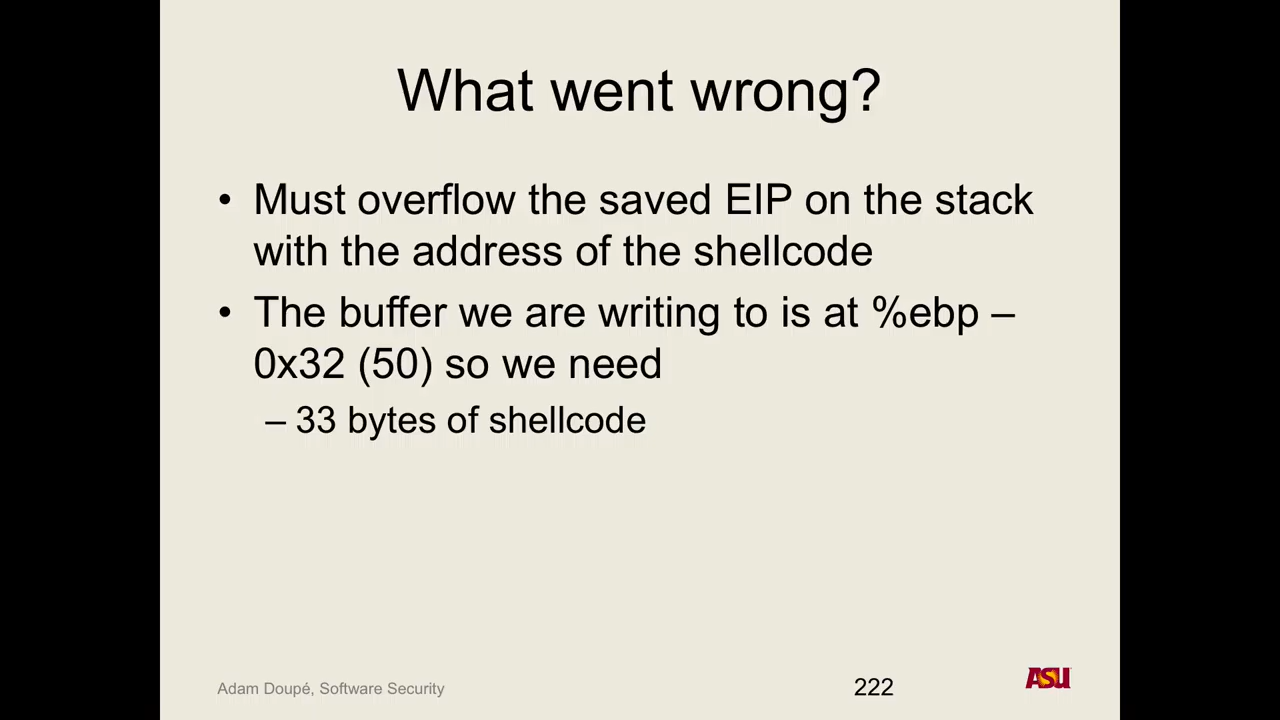 What went wrong?
• Must overflow the saved EIP on the stack
with the address of the shellcode
• The buffer we are writing to is at %ebp –
0x32 (50) so we need
– 33 bytes of shellcode
Adam Doupé, Software Security
222
ASU